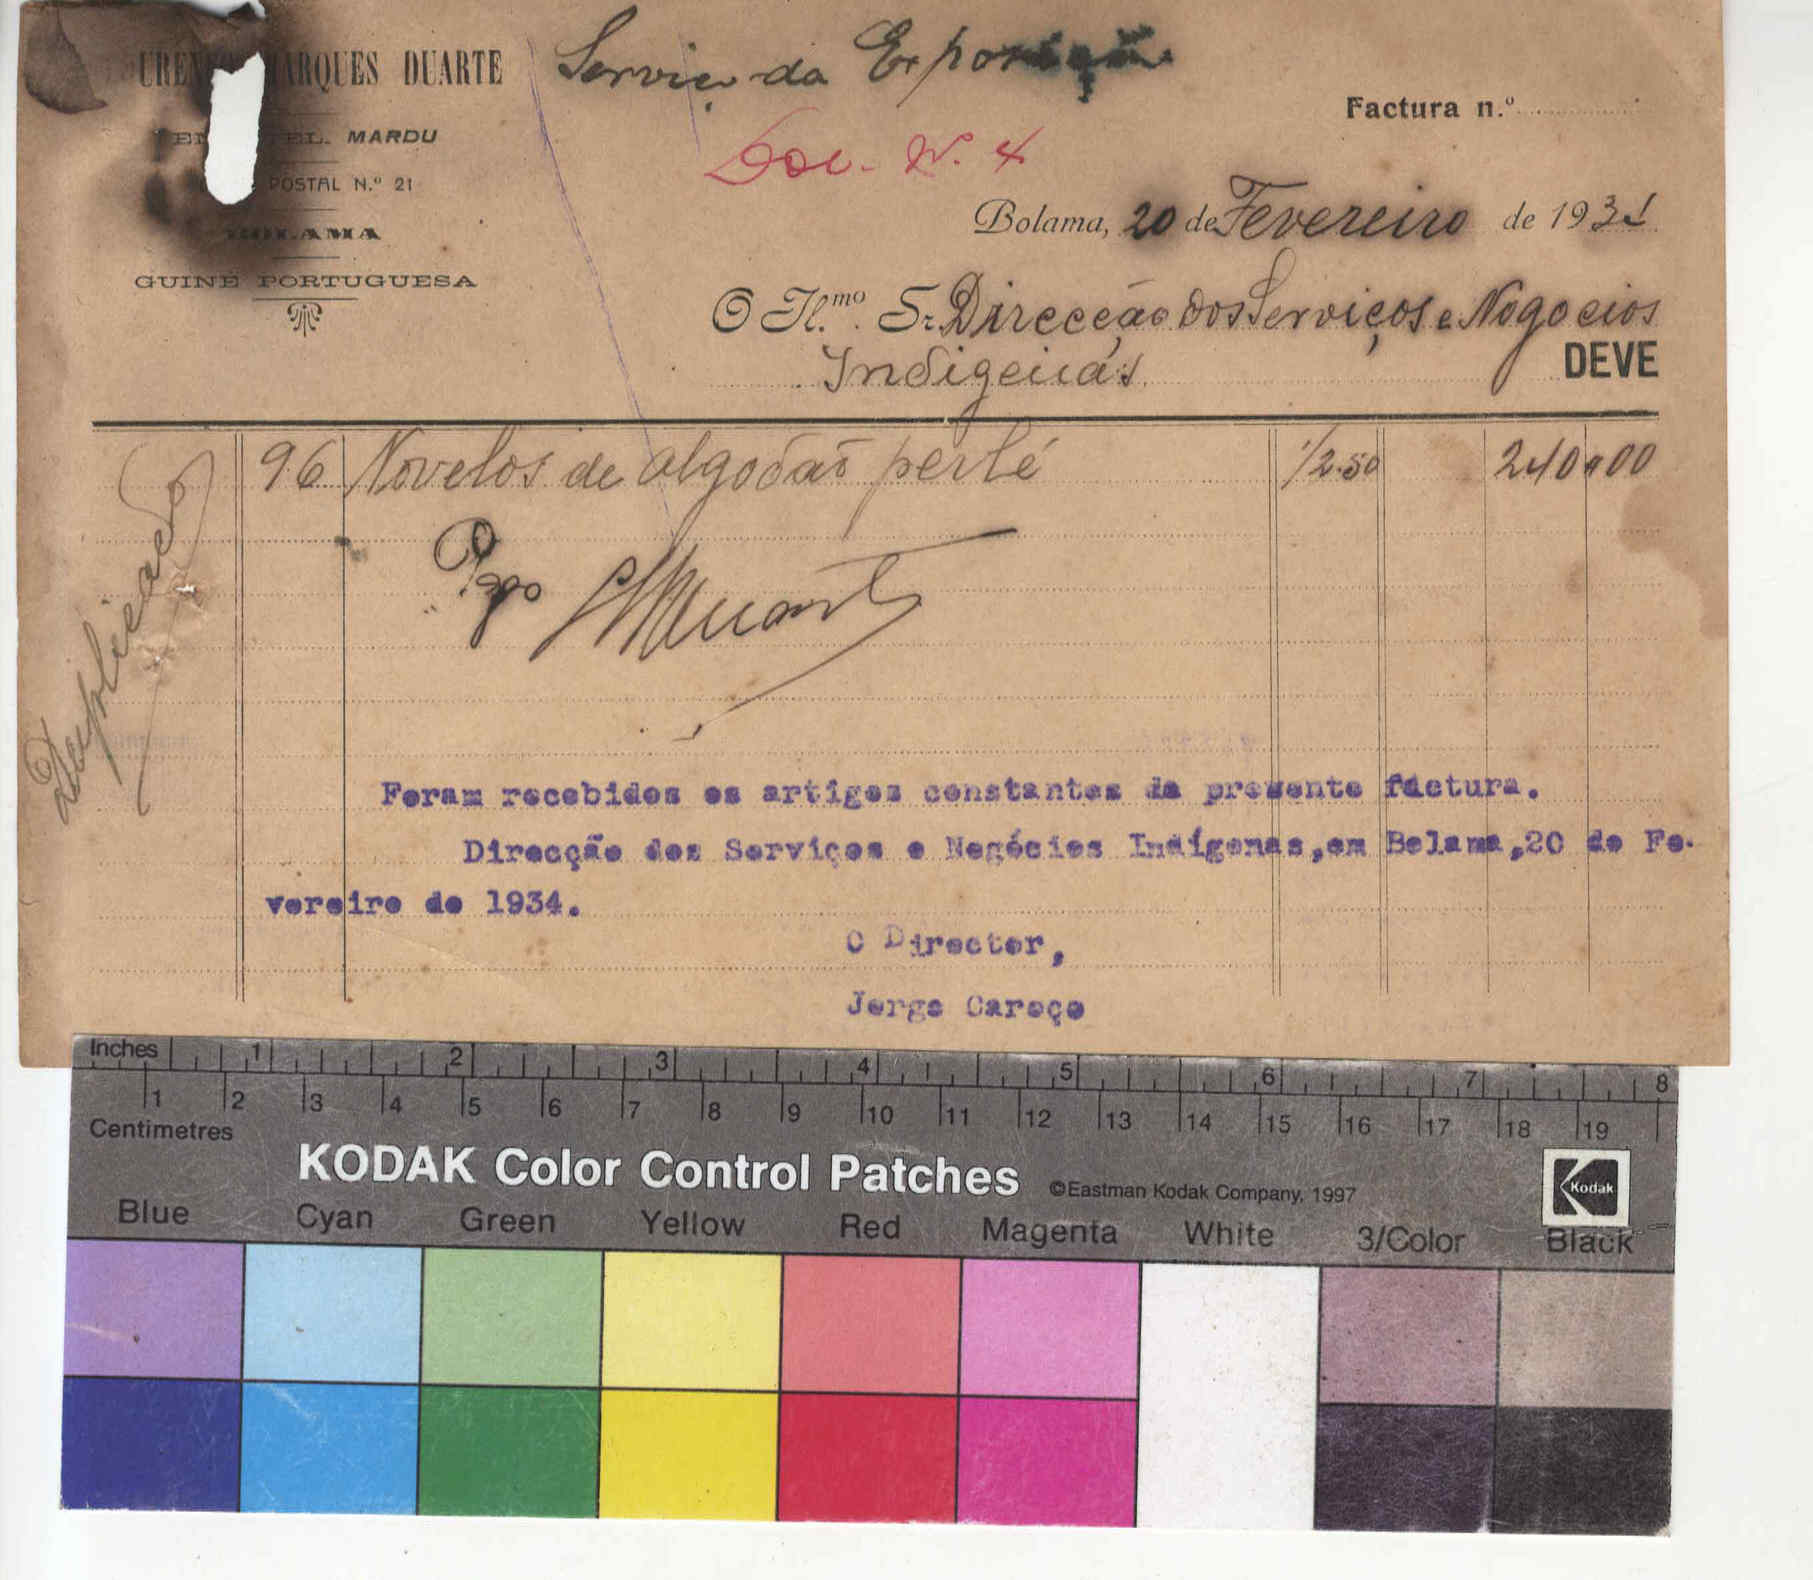 MARQUES DUARTE
MARDU
POSTAL N.º 21
BOLAMA
GUINÉ PORTUGUESA
Serviço da Exposição
Doc. N. 4
Factura n.º
Bolama, 20 de Fevereiro de 1934
O Il.mo Sr. Direcção dos Serviços e Nogocios
Indigenas
DEVE
96 Novelos de algodão perlé 1/2.50 240$00
Pago
Duplicado
Foram recebidos os artigos constantes da presente factura.
Direcção dos Serviços e Negócios Indígenas,em Bolama,20 de Fe-
vereiro de 1934.
O Director,
Jorge Caroço
Inches 1 2 3 4 5 6 7 8
1 2 3 4 5 6 7 8 9 10 11 12 13 14 15 16 17 18 19
Centimetres
KODAK Color Control Patches ©Eastman Kodak Company, 1997
Kodak
Blue Cyan Green Yellow Red Magenta White 3/Color Black